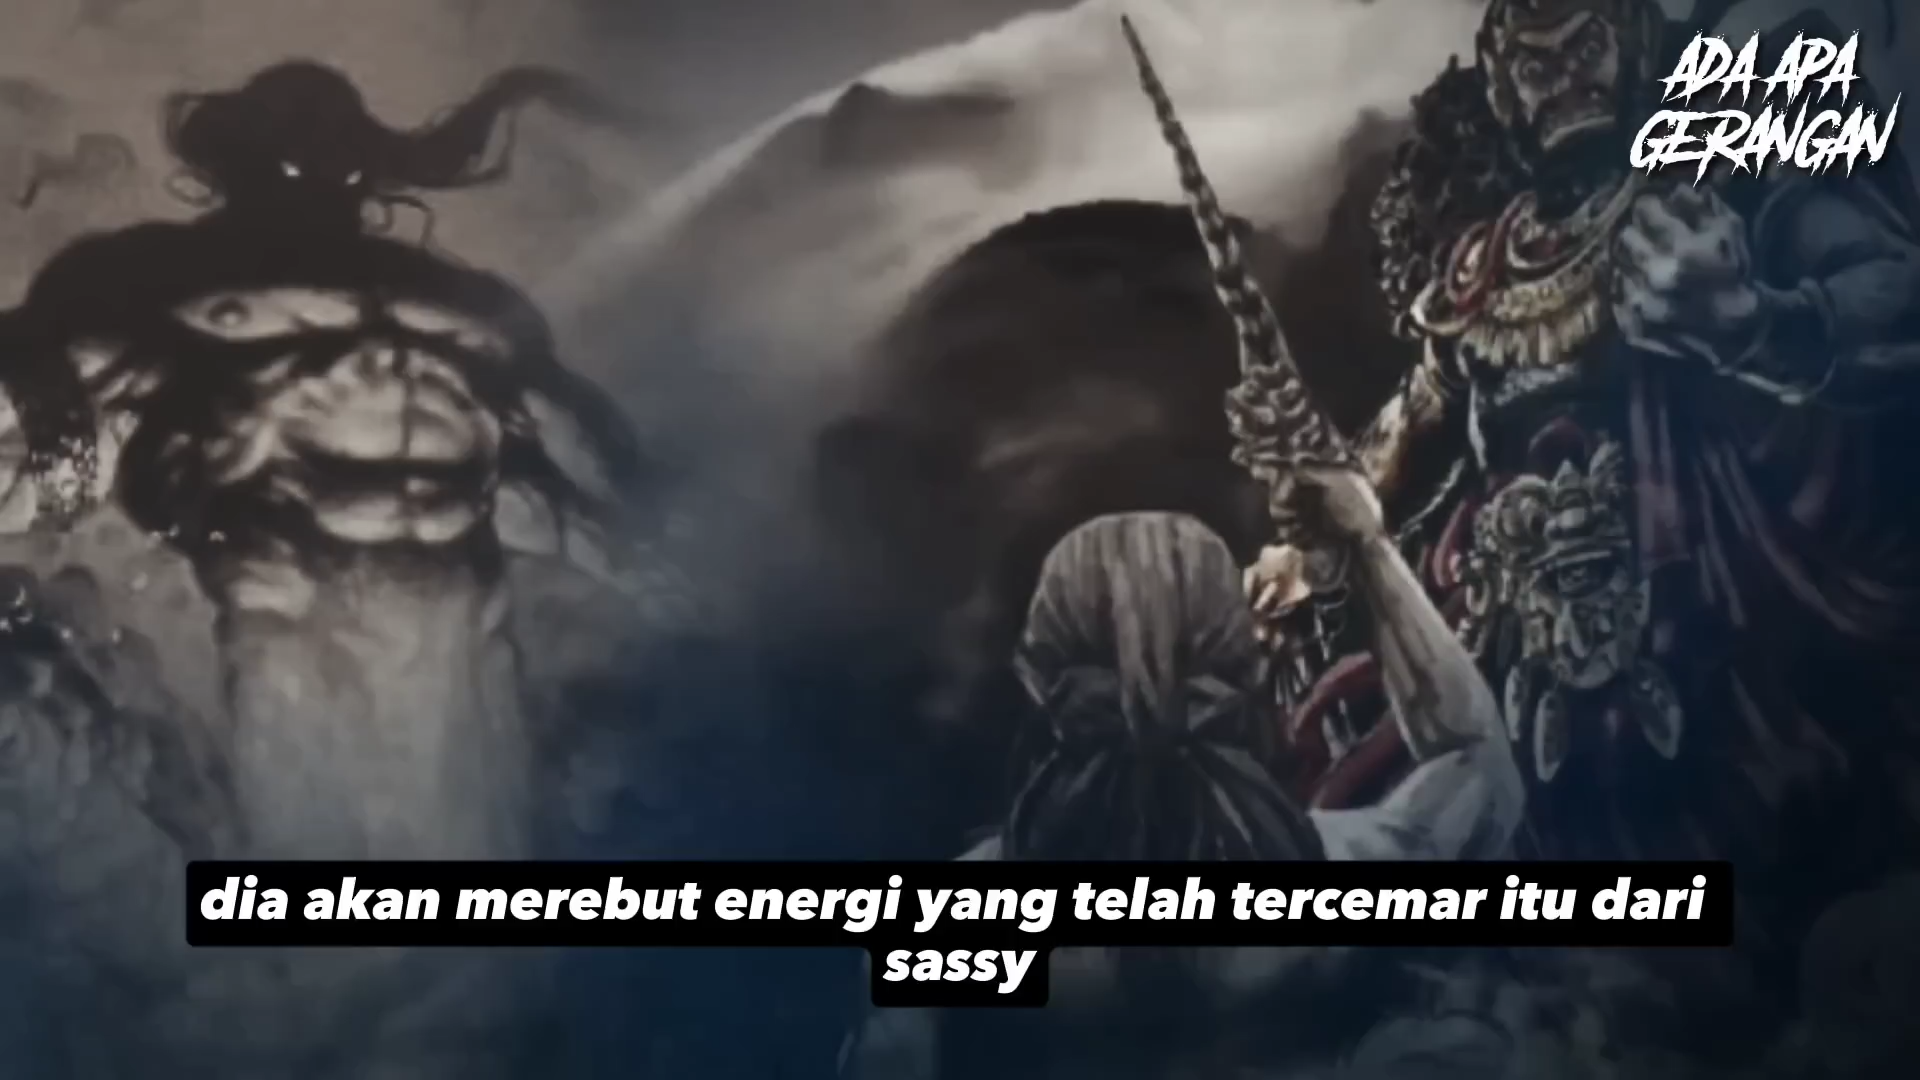 ADA APA
GERANGAN
dia akan merebut energi yang telah tercemar itu dari
sassy